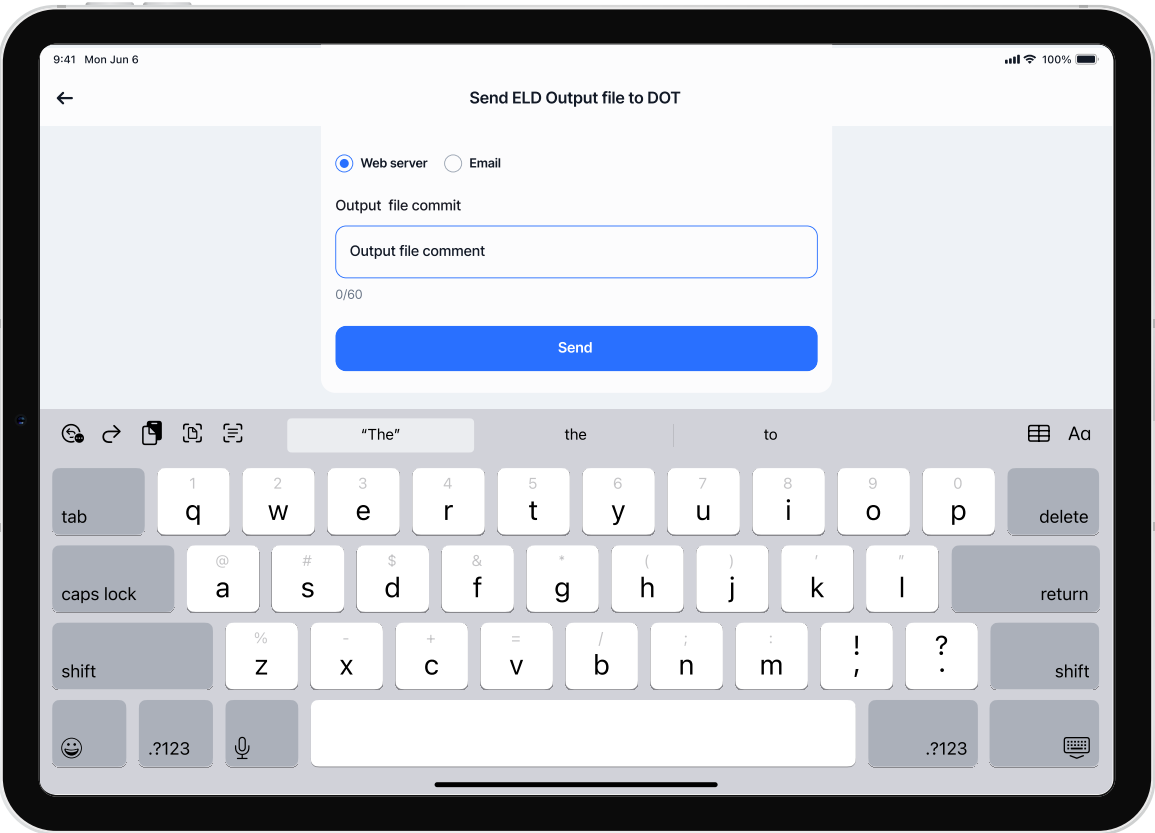 9:41 Mon Jun 6 100%
Send ELD Output file to DOT
Web server Email
Output file commit
Output file comment
0/60
Send
“The” the to Aa
1 2 3 4 5 6 7 8 9 0
tab q w e r t y u i o p delete
@ # $ & * ( ) ' "
caps lock a s d f g h j k l return
% - + = / ; : ! ?
shift z x c v b n m , . shift
.?123 .?123